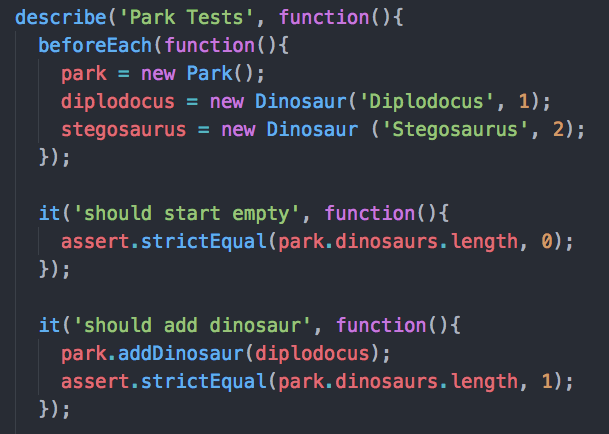 describe('Park Tests', function(){
  beforeEach(function(){
    park = new Park();
    diplodocus = new Dinosaur('Diplodocus', 1);
    stegosaurus = new Dinosaur ('Stegosaurus', 2);
  });

  it('should start empty', function(){
    assert.strictEqual(park.dinosaurs.length, 0);
  });

  it('should add dinosaur', function(){
    park.addDinosaur(diplodocus);
    assert.strictEqual(park.dinosaurs.length, 1);
  });